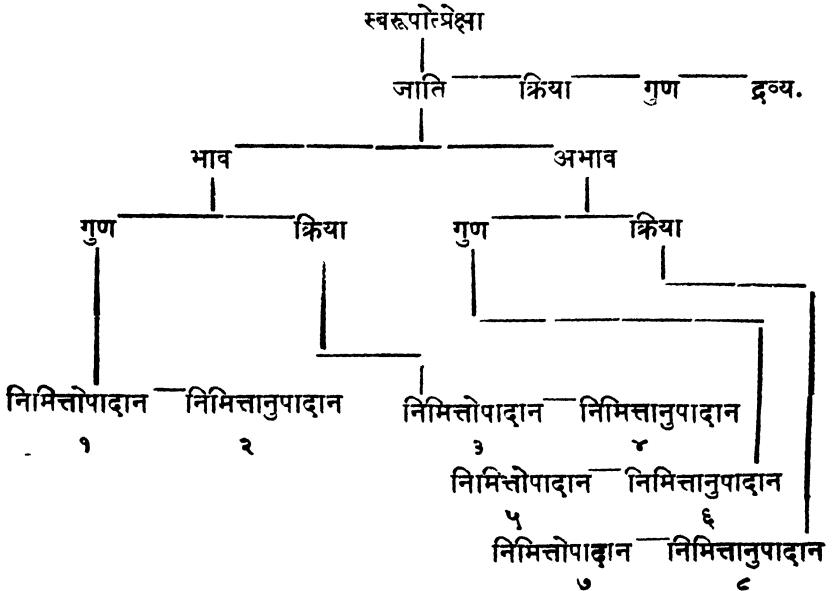 स्वरूपोत्प्रेक्षा
जाति क्रिया गुण द्रव्य.
भाव अभाव
गुण क्रिया गुण क्रिया
निमित्तोपादान निमित्तानुपादान निमित्तोपादान निमित्तानुपादान
१ २ ३ ४
निमित्तोपादान निमित्तानुपादान
५ ६
निमित्तोपादान निमित्तानुपादान
७ ८